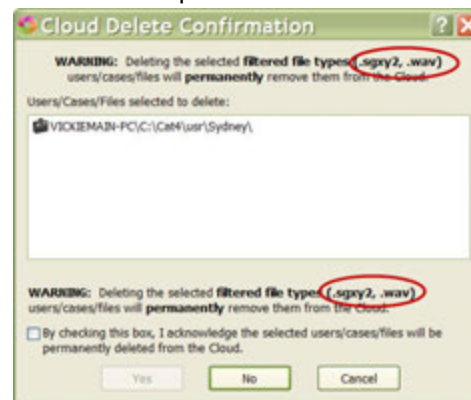 Cloud Delete Confirmation
WARNING: Deleting the selected filtered file types (.sgxy2, .wav)
users/cases/files will permanently remove them from the Cloud.
Users/Cases/Files selected to delete:
VICKIEMAIN-PC\C:\Cat4\usr\Sydney\
WARNING: Deleting the selected filtered file types (.sgxy2, .wav)
users/cases/files will permanently remove them from the Cloud.
By checking this box, I acknowledge the selected users/cases/files will be
permanently deleted from the Cloud.
Yes No Cancel